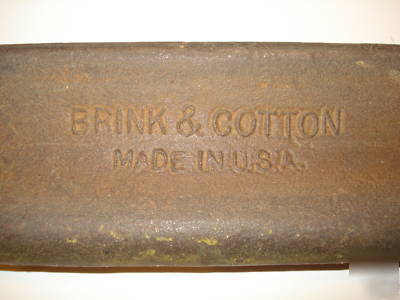 BRINK & COTTON
MADE IN U.S.A.